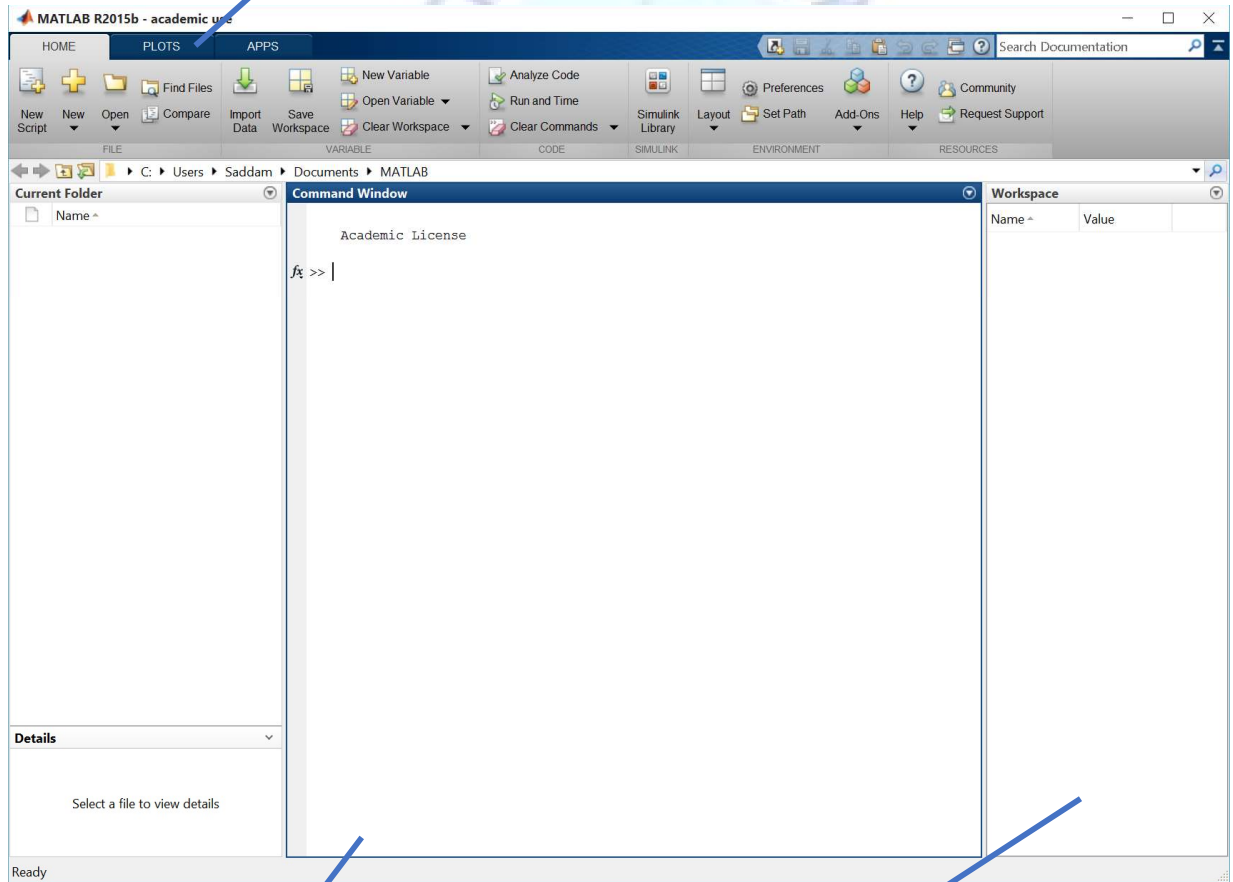 MATLAB R2015b - academic use
HOME PLOTS APPS
Search Documentation
New Script
New
Open
Find Files
Compare
Import Data
Save Workspace
New Variable
Open Variable
Clear Workspace
Analyze Code
Run and Time
Clear Commands
Simulink Library
Layout
Preferences
Set Path
Add-Ons
Help
Community
Request Support
FILE VARIABLE CODE SIMULINK ENVIRONMENT RESOURCES
C: Users Saddam Documents MATLAB
Current Folder
Name
Command Window
Academic License
fx >>
Workspace
Name Value
Details
Select a file to view details
Ready